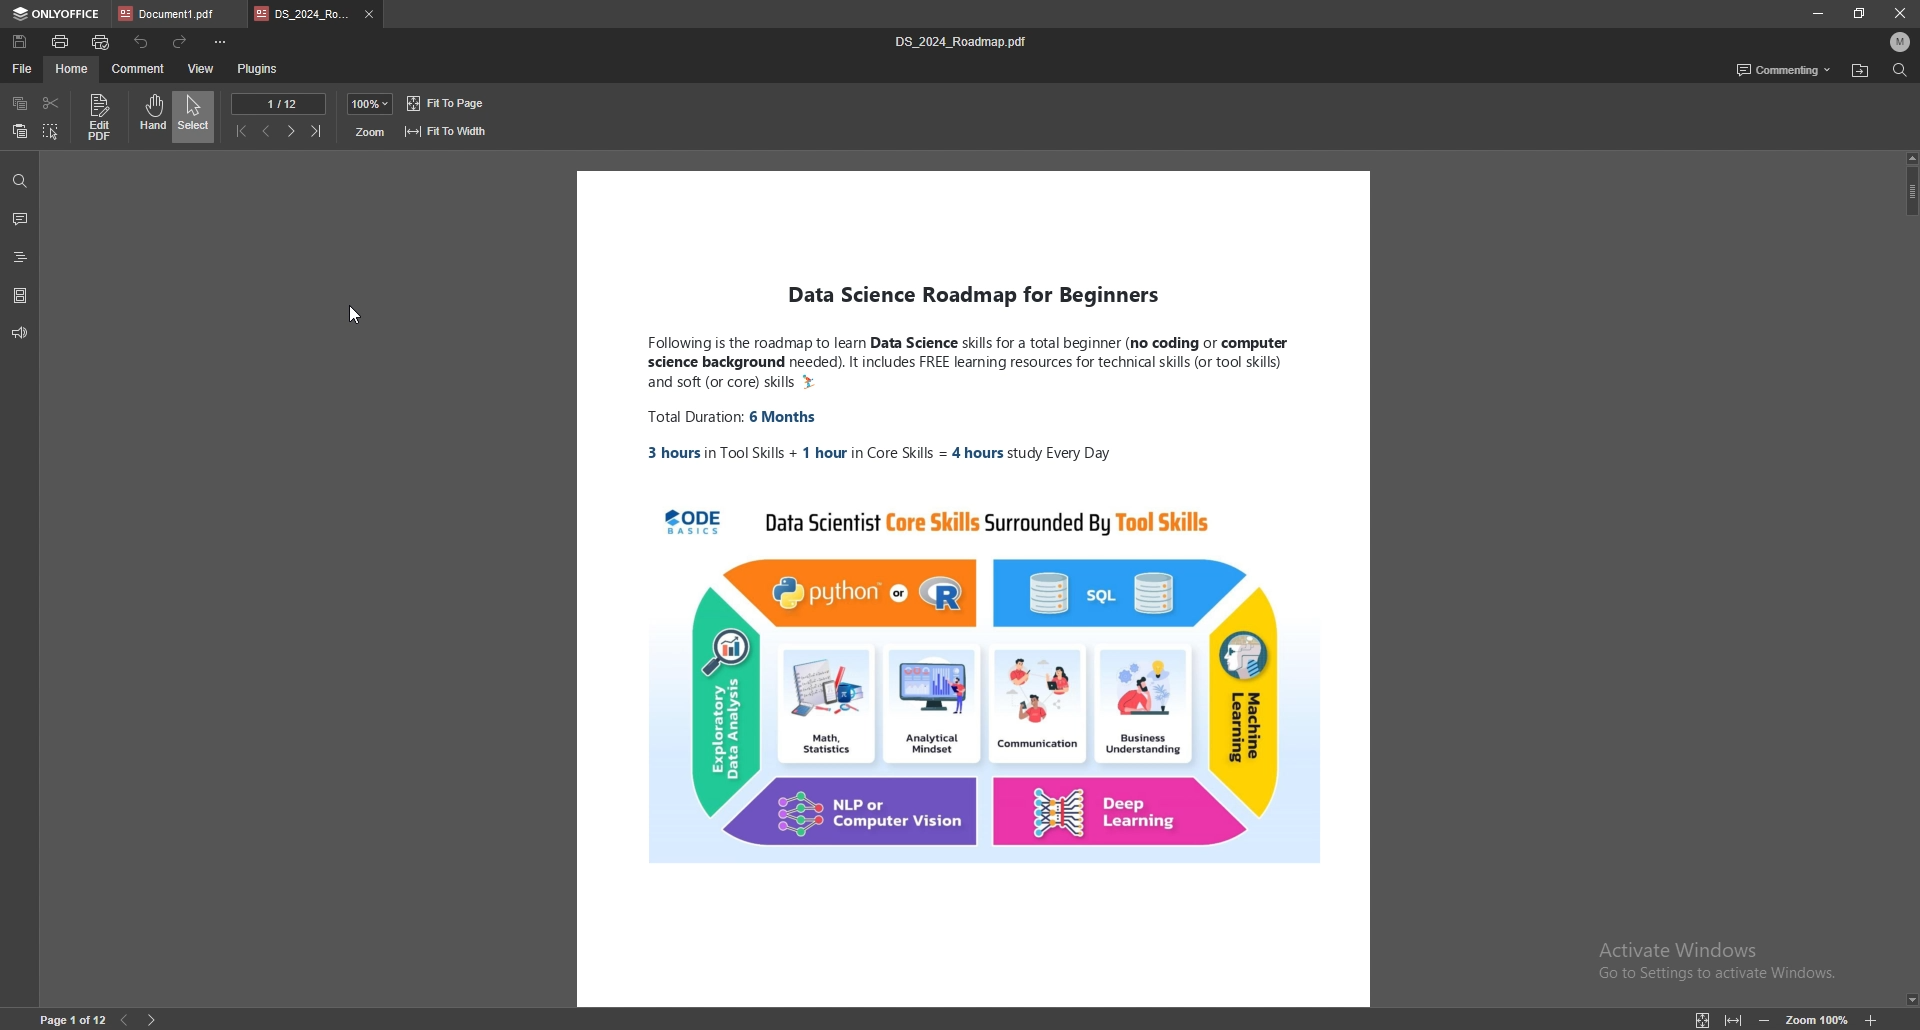 ONLYOFFICE
Document1.pdf
DS_2024_Ro...
DS_2024_Roadmap.pdf
M
File
Home
Comment
View
Plugins
Commenting
Edit
PDF
Hand
Select
1 / 12
100%
Zoom
Fit To Page
Fit To Width
Data Science Roadmap for Beginners
Following is the roadmap to learn Data Science skills for a total beginner (no coding or computer
science background needed). It includes FREE learning resources for technical skills (or tool skills)
and soft (or core) skills
Total Duration: 6 Months
3 hours in Tool Skills + 1 hour in Core Skills = 4 hours study Every Day
CODE
BASICS
Data Scientist Core Skills Surrounded By Tool Skills
python™ or R
SQL
Exploratory
Data Analysis
Math,
Statistics
Analytical
Mindset
Communication
Business
Understanding
Machine
Learning
NLP or
Computer Vision
Deep
Learning
Activate Windows
Go to Settings to activate Windows.
Page 1 of 12
Zoom 100%